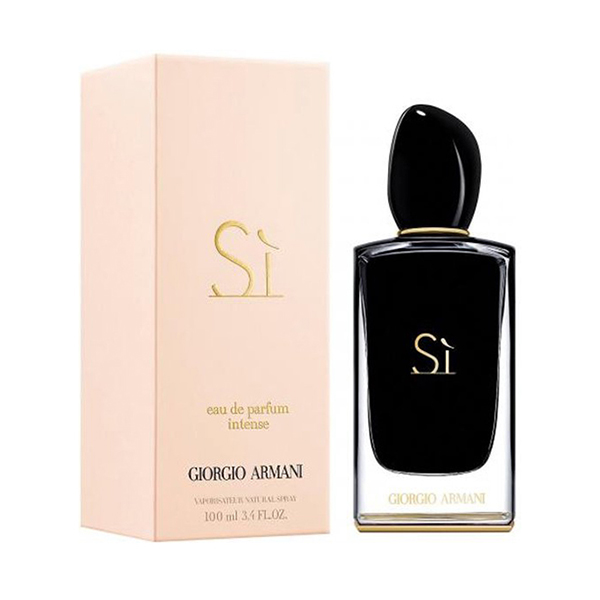 Sì
eau de parfum
intense
GIORGIO ARMANI
VAPORISATEUR NATURAL SPRAY
100 ml 3.4 FL.OZ.
Sì
GIORGIO ARMANI